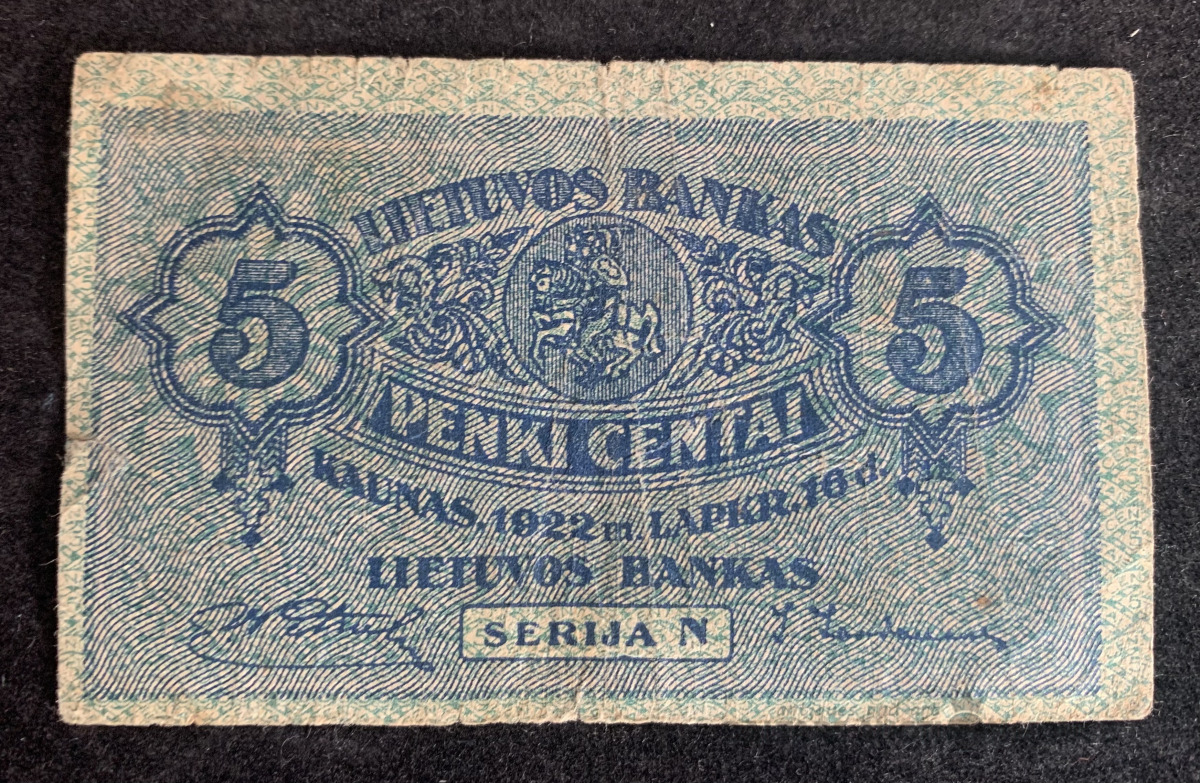 LIETUVOS BANKAS
5 5
PENKI CENTAI
KAUNAS, 1922 m. LAPKR. 16 d.
LIETUVOS BANKAS
SERIJA N